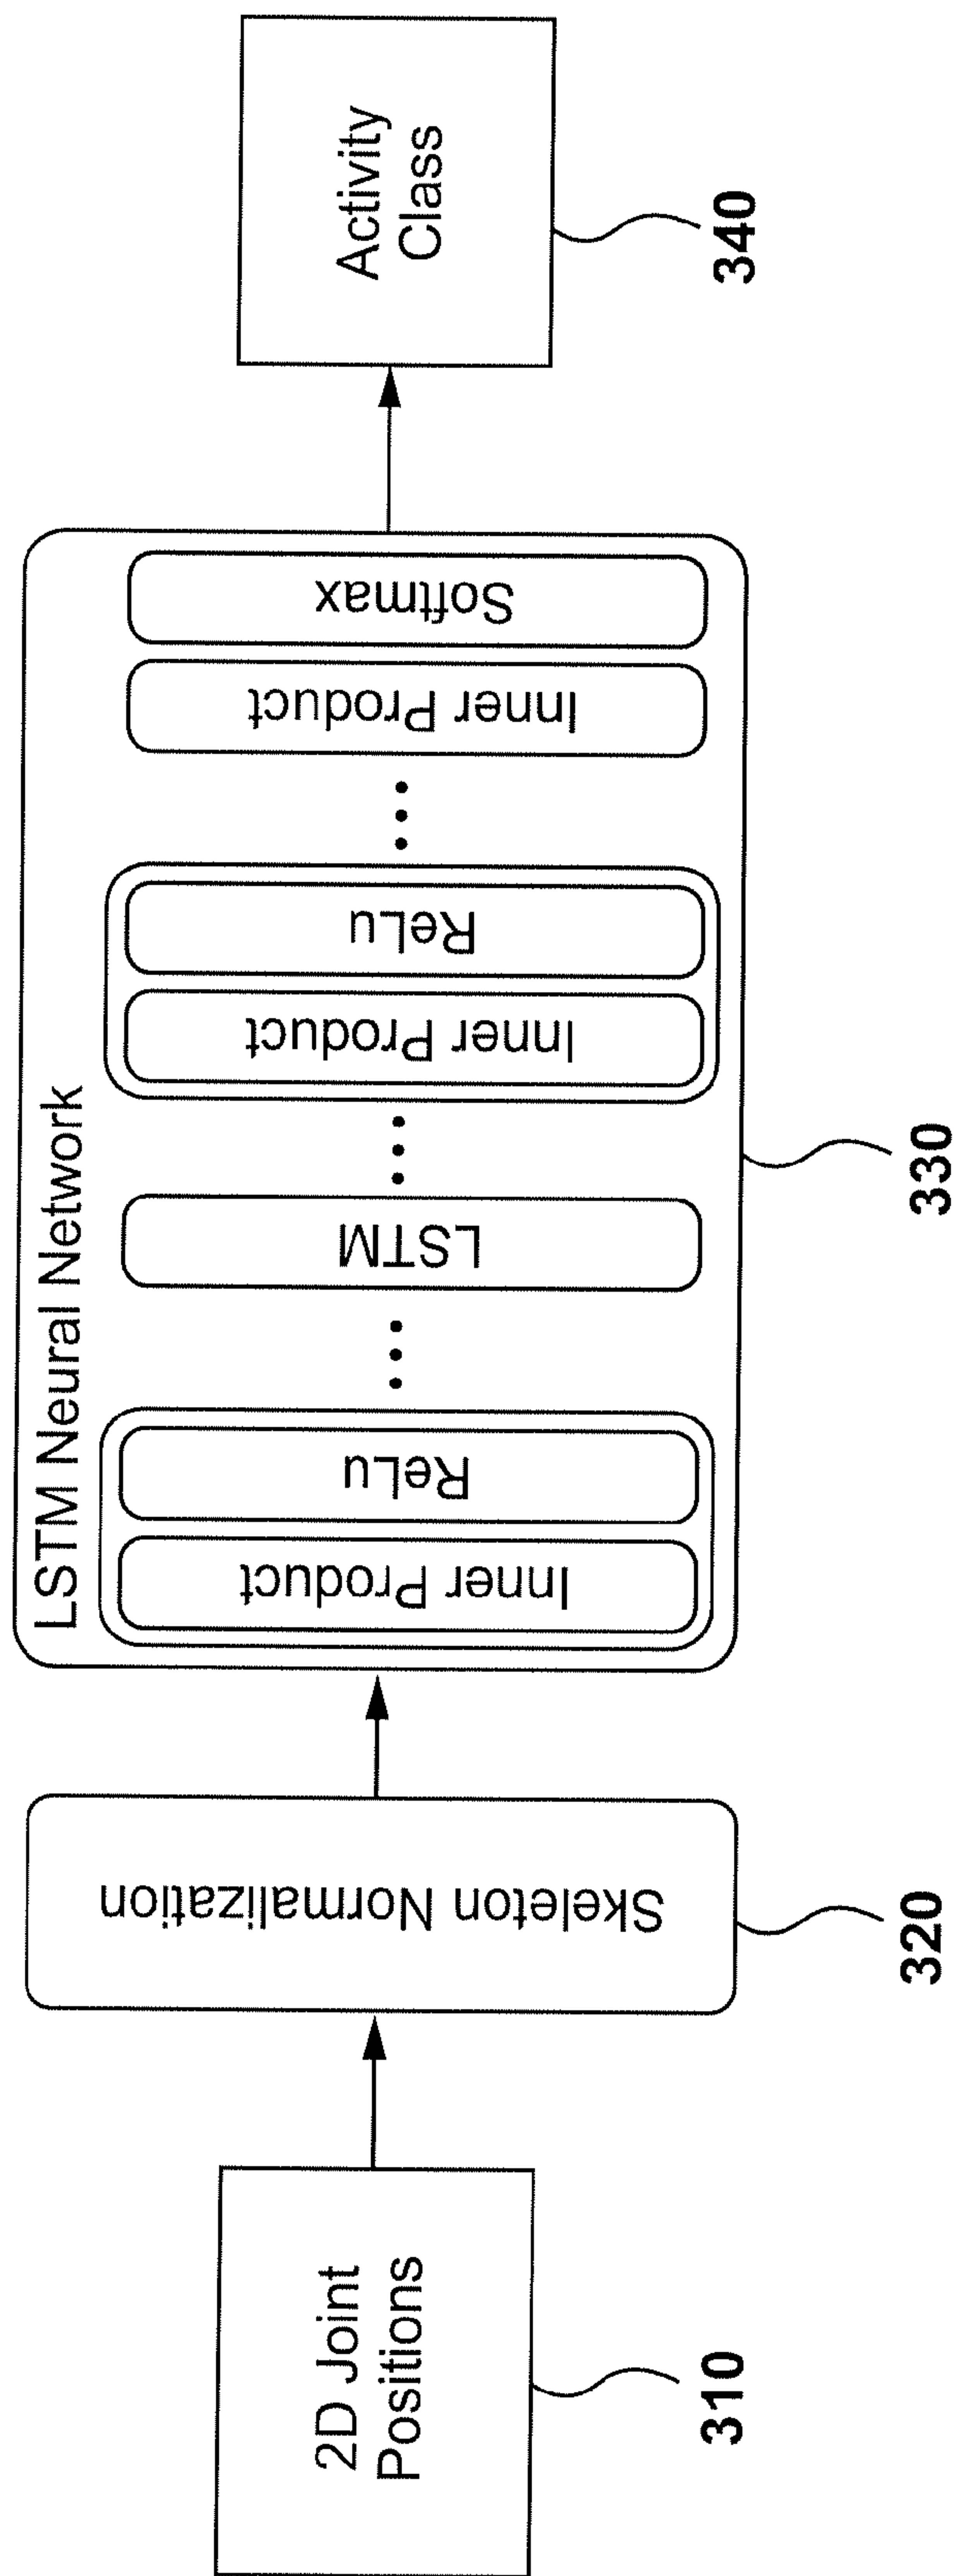 2D Joint
Positions
310
Skeleton Normalization
320
LSTM Neural Network
Inner Product
ReLu
LSTM
Inner Product
ReLu
Inner Product
Softmax
330
Activity
Class
340